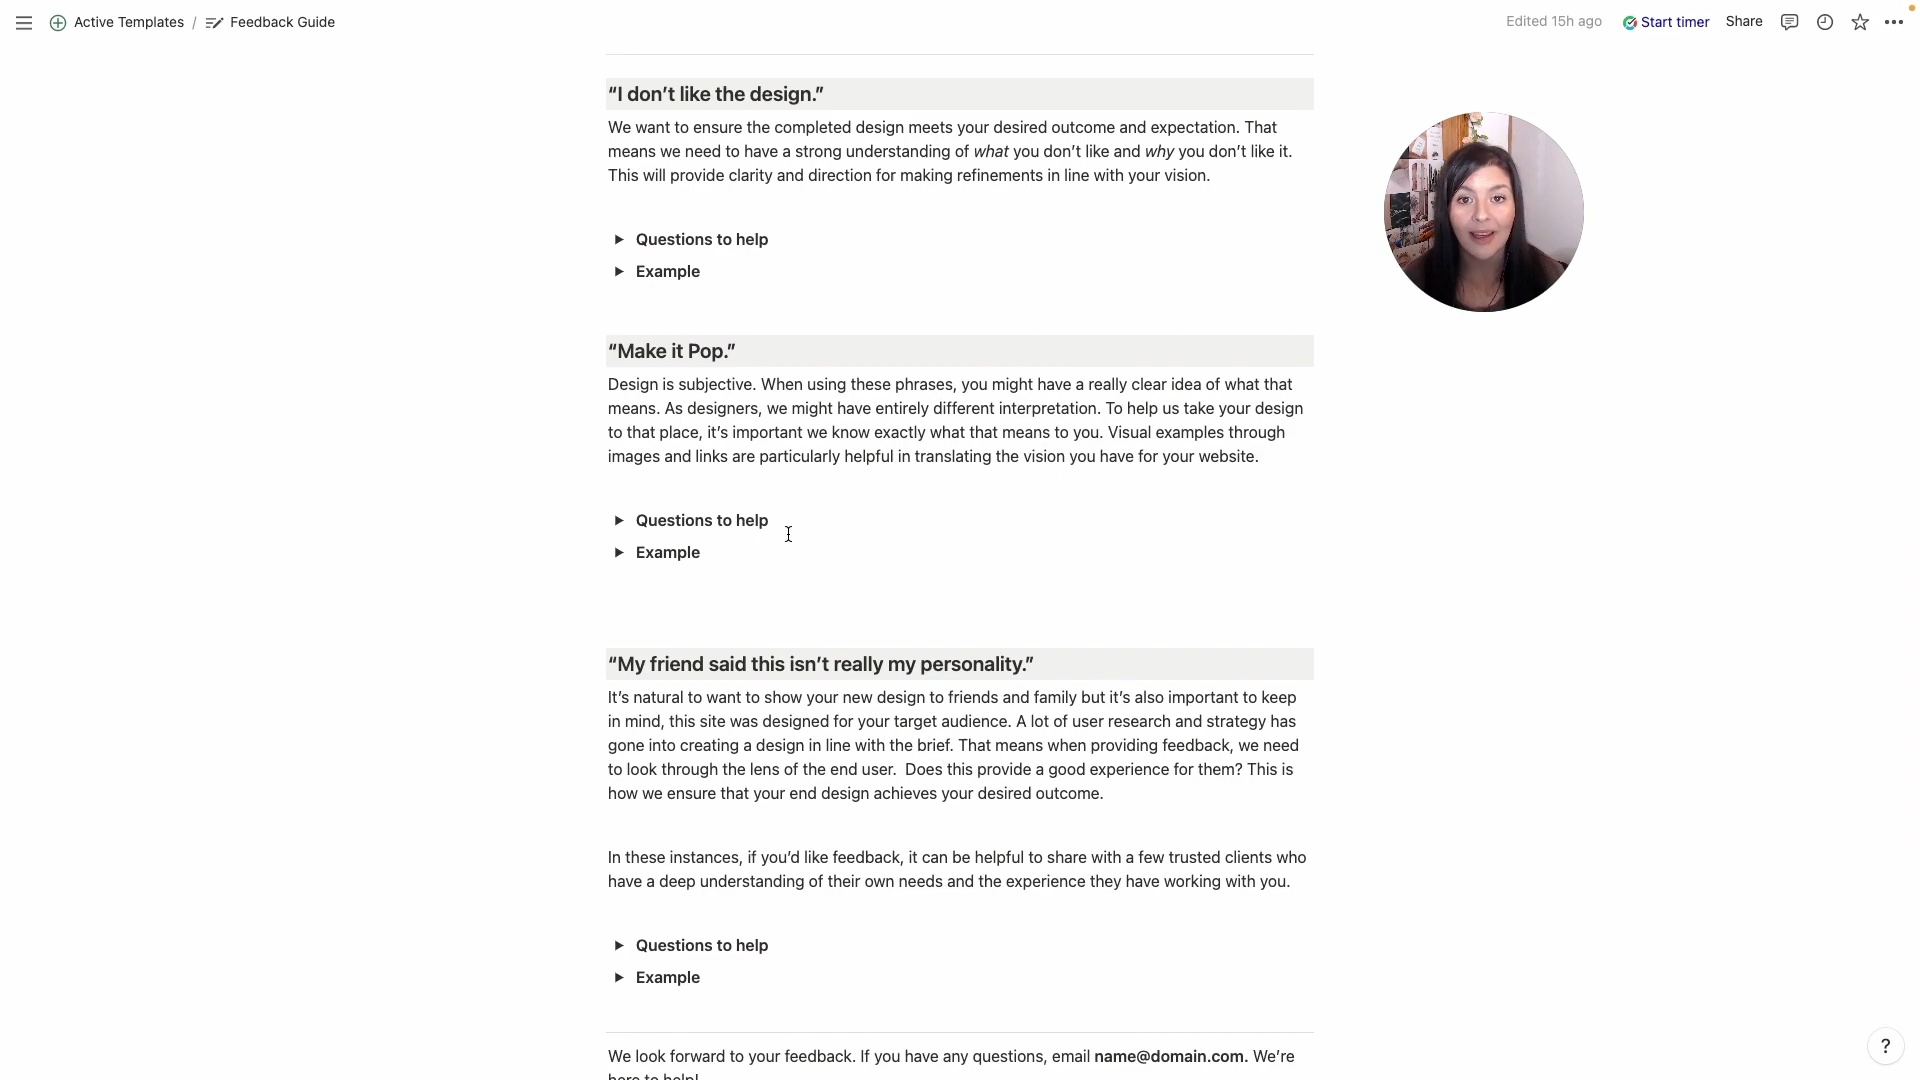 Active Templates / Feedback Guide
Edited 15h ago Start timer Share
“I don’t like the design.”
We want to ensure the completed design meets your desired outcome and expectation. That
means we need to have a strong understanding of what you don’t like and why you don’t like it.
This will provide clarity and direction for making refinements in line with your vision.
Questions to help
Example
“Make it Pop.”
Design is subjective. When using these phrases, you might have a really clear idea of what that
means. As designers, we might have entirely different interpretation. To help us take your design
to that place, it’s important we know exactly what that means to you. Visual examples through
images and links are particularly helpful in translating the vision you have for your website.
Questions to help
Example
“My friend said this isn’t really my personality.”
It’s natural to want to show your new design to friends and family but it’s also important to keep
in mind, this site was designed for your target audience. A lot of user research and strategy has
gone into creating a design in line with the brief. That means when providing feedback, we need
to look through the lens of the end user.  Does this provide a good experience for them? This is
how we ensure that your end design achieves your desired outcome.
In these instances, if you’d like feedback, it can be helpful to share with a few trusted clients who
have a deep understanding of their own needs and the experience they have working with you.
Questions to help
Example
?
We look forward to your feedback. If you have any questions, email name@domain.com. We’re
here to help!